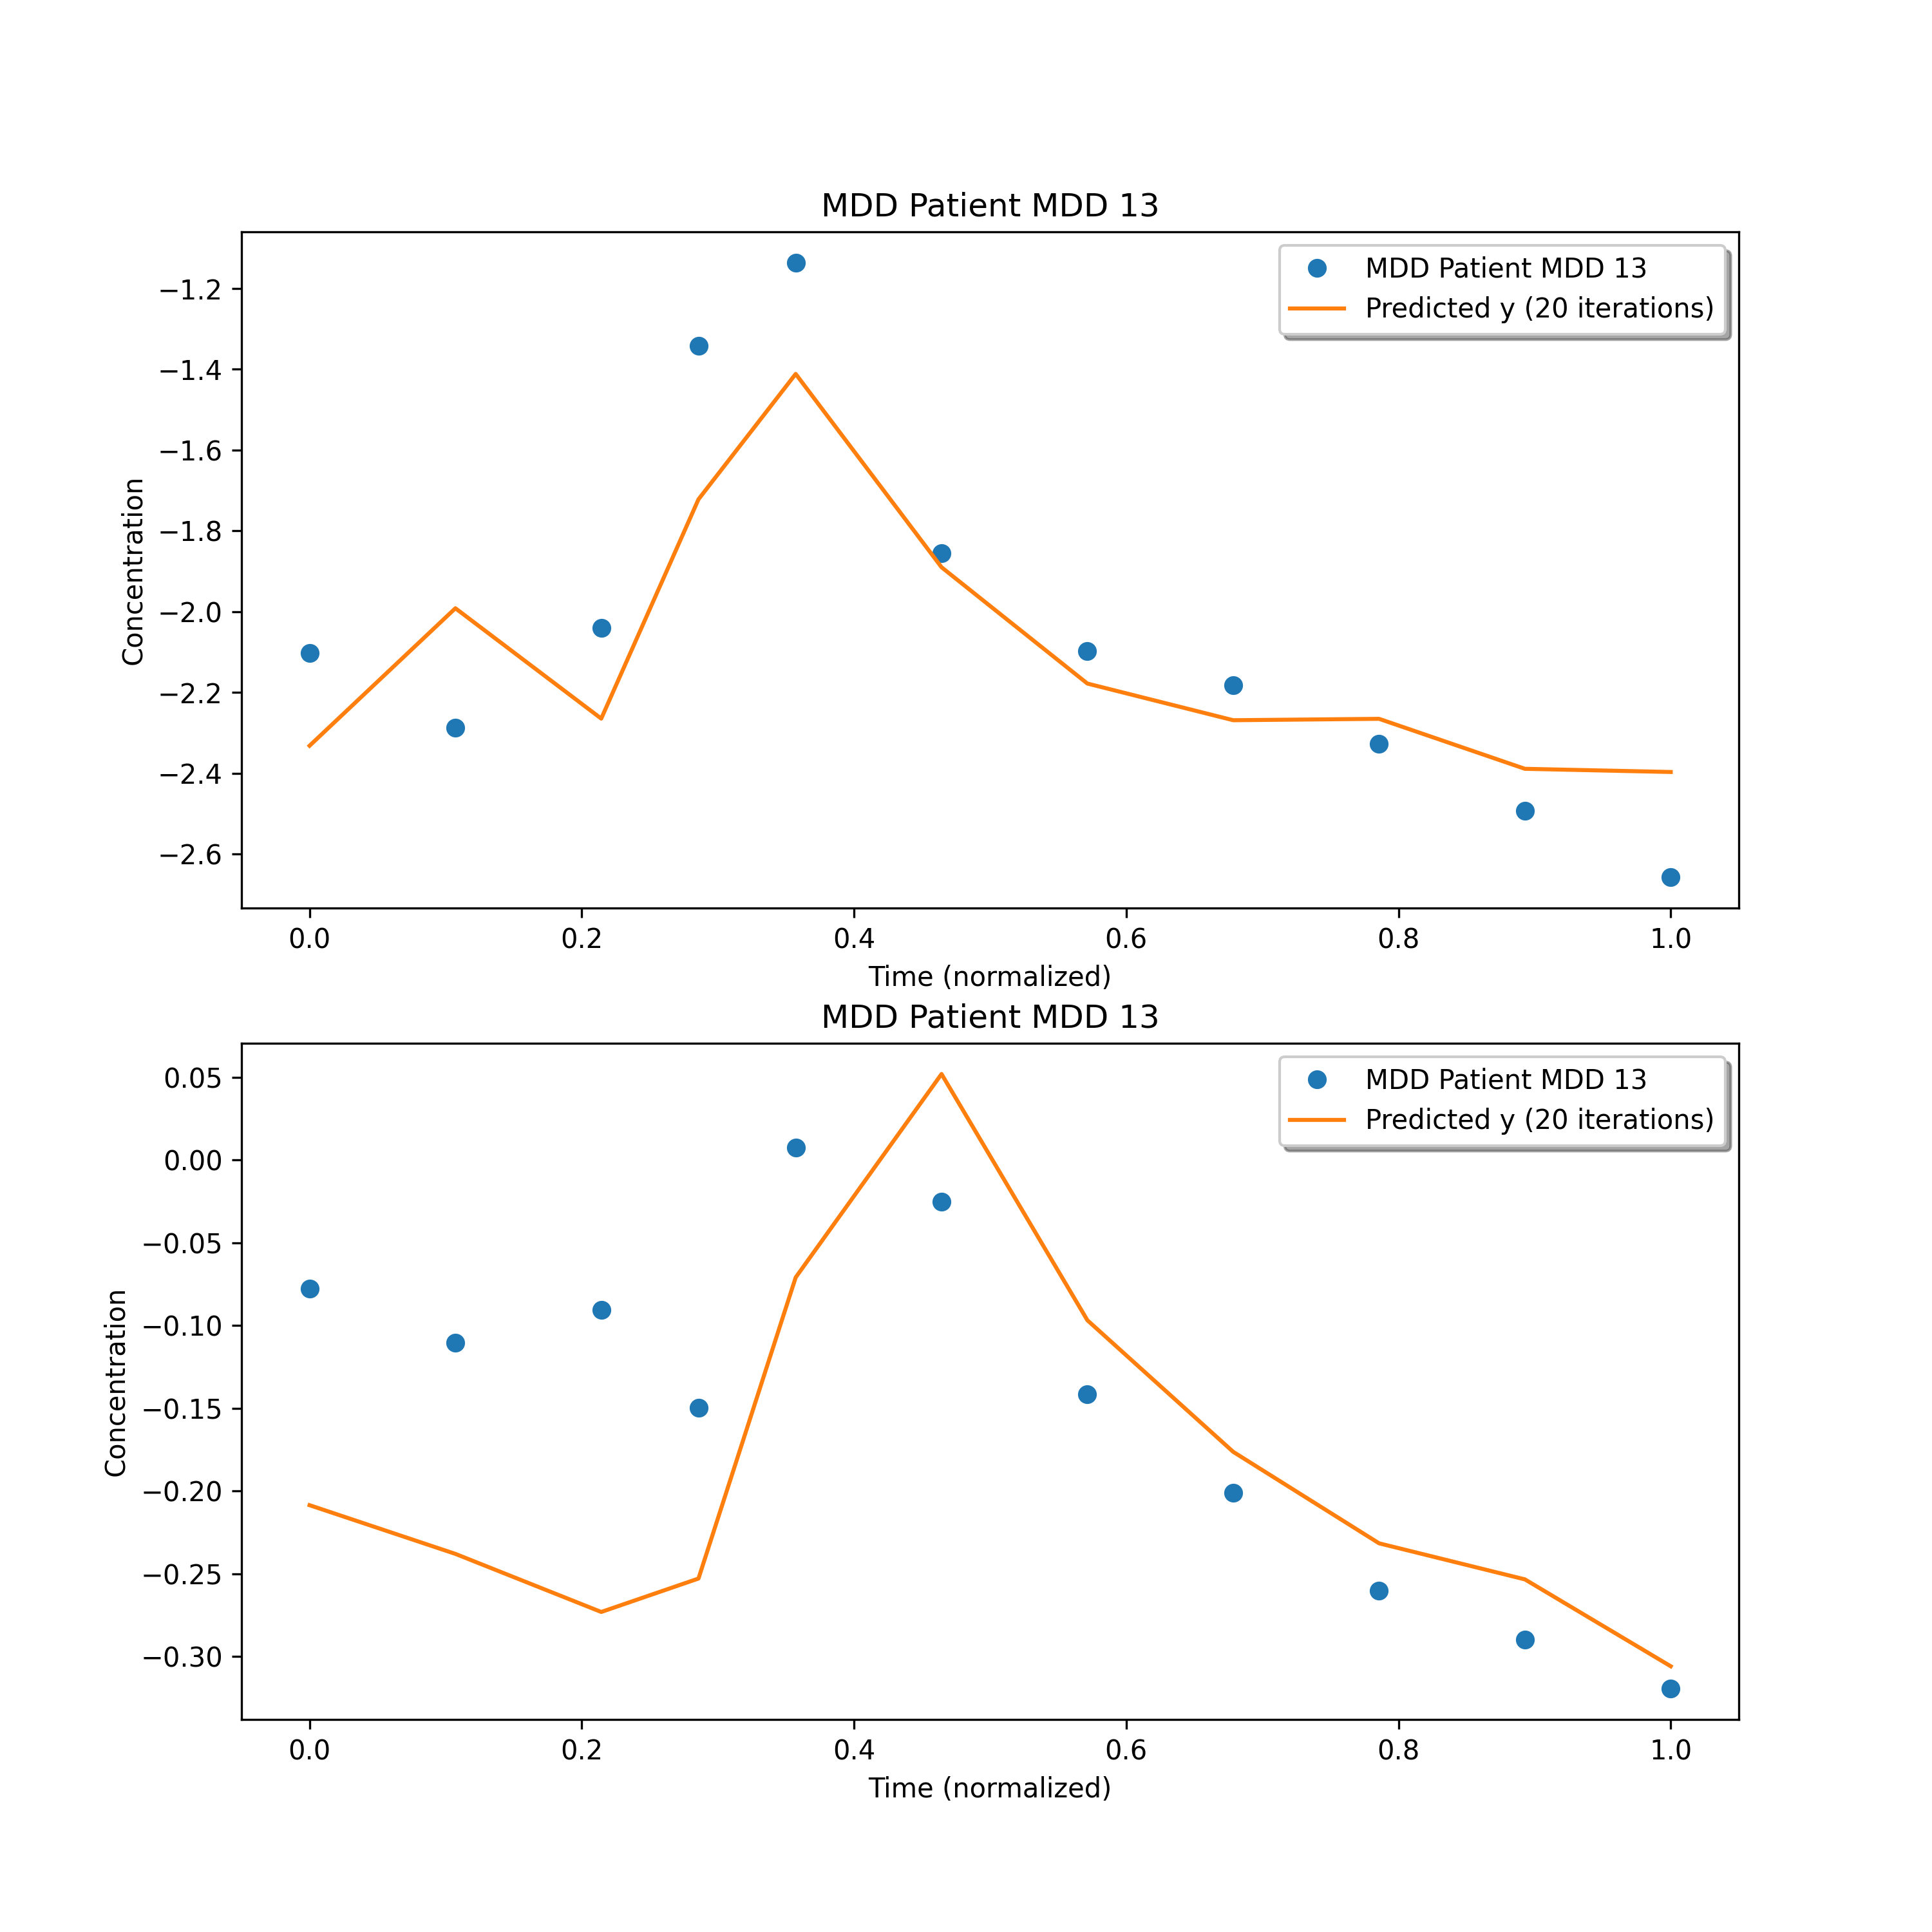 MDD Patient MDD 13
MDD Patient MDD 13
Predicted y (20 iterations)
−1.2
−1.4
−1.6
−1.8
−2.0
−2.2
−2.4
−2.6
Concentration
0.0 0.2 0.4 0.6 0.8 1.0
Time (normalized)
MDD Patient MDD 13
MDD Patient MDD 13
Predicted y (20 iterations)
0.05
0.00
−0.05
−0.10
−0.15
−0.20
−0.25
−0.30
Concentration
0.0 0.2 0.4 0.6 0.8 1.0
Time (normalized)